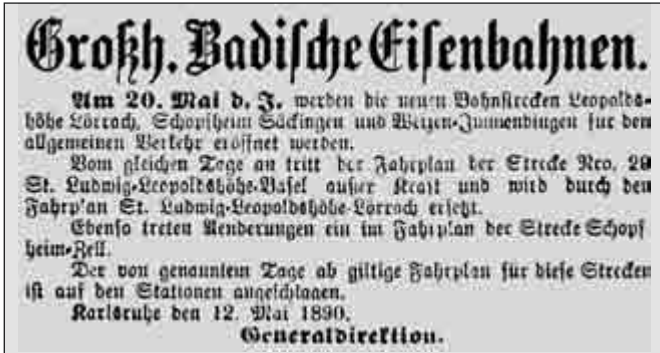 Großh. Badische Eisenbahnen.
Am 20. Mai d. J. werden die neuen Bahnstrecken Leopolds-
höhe Lörrach, Schopfheim Säckingen und Weizen-Immendingen für den
allgemeinen Verkehr eröffnet werden.
Vom gleichen Tage an tritt der Fahrplan der Strecke Nro. 29
St. Ludwig-Leopoldshöhe-Basel außer Kraft und wird durch den
Fahrplan St. Ludwig-Leopoldshöhe-Lörrach ersetzt.
Ebenso treten Aenderungen ein im Fahrplan der Strecke Schopf
heim-Zell.
Der von genanntem Tage ab giltige Fahrplan für diese Strecken
ist auf den Stationen angeschlagen.
Karlsruhe den 12. Mai 1890.
Generaldirektion.